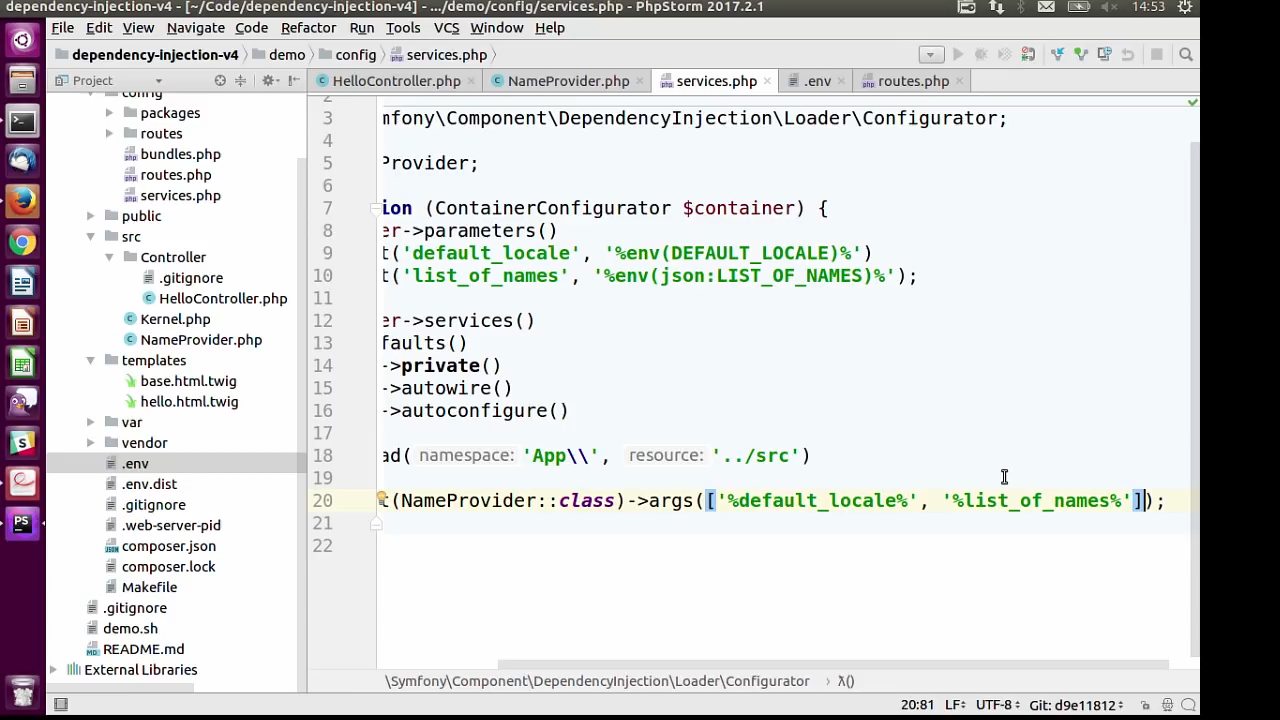 dependency-injection-v4 - [~/Code/dependency-injection-v4] - .../demo/config/services.php - PhpStorm 2017.2.1
14:53
File Edit View Navigate Code Refactor Run Tools VCS Window Help
dependency-injection-v4 demo config services.php
Project
HelloController.php NameProvider.php services.php .env routes.php
config
packages
routes
bundles.php
routes.php
services.php
public
src
Controller
.gitignore
HelloController.php
Kernel.php
NameProvider.php
templates
base.html.twig
hello.html.twig
var
vendor
.env
.env.dist
.gitignore
.web-server-pid
composer.json
composer.lock
Makefile
.gitignore
demo.sh
README.md
External Libraries
2
3 mfony\Component\DependencyInjection\Loader\Configurator;
4
5 Provider;
6
7 ion (ContainerConfigurator $container) {
8 er->parameters()
9 t('default_locale', '%env(DEFAULT_LOCALE)%')
10 t('list_of_names', '%env(json:LIST_OF_NAMES)%');
11
12 er->services()
13 faults()
14 ->private()
15 ->autowire()
16 ->autoconfigure()
17
18 ad( namespace: 'App\\', resource: '../src')
19
20 t(NameProvider::class)->args(['%default_locale%', '%list_of_names%']);
21
22
\Symfony\Component\DependencyInjection\Loader\Configurator › λ()
20:81 LF UTF-8 Git: d9e11812